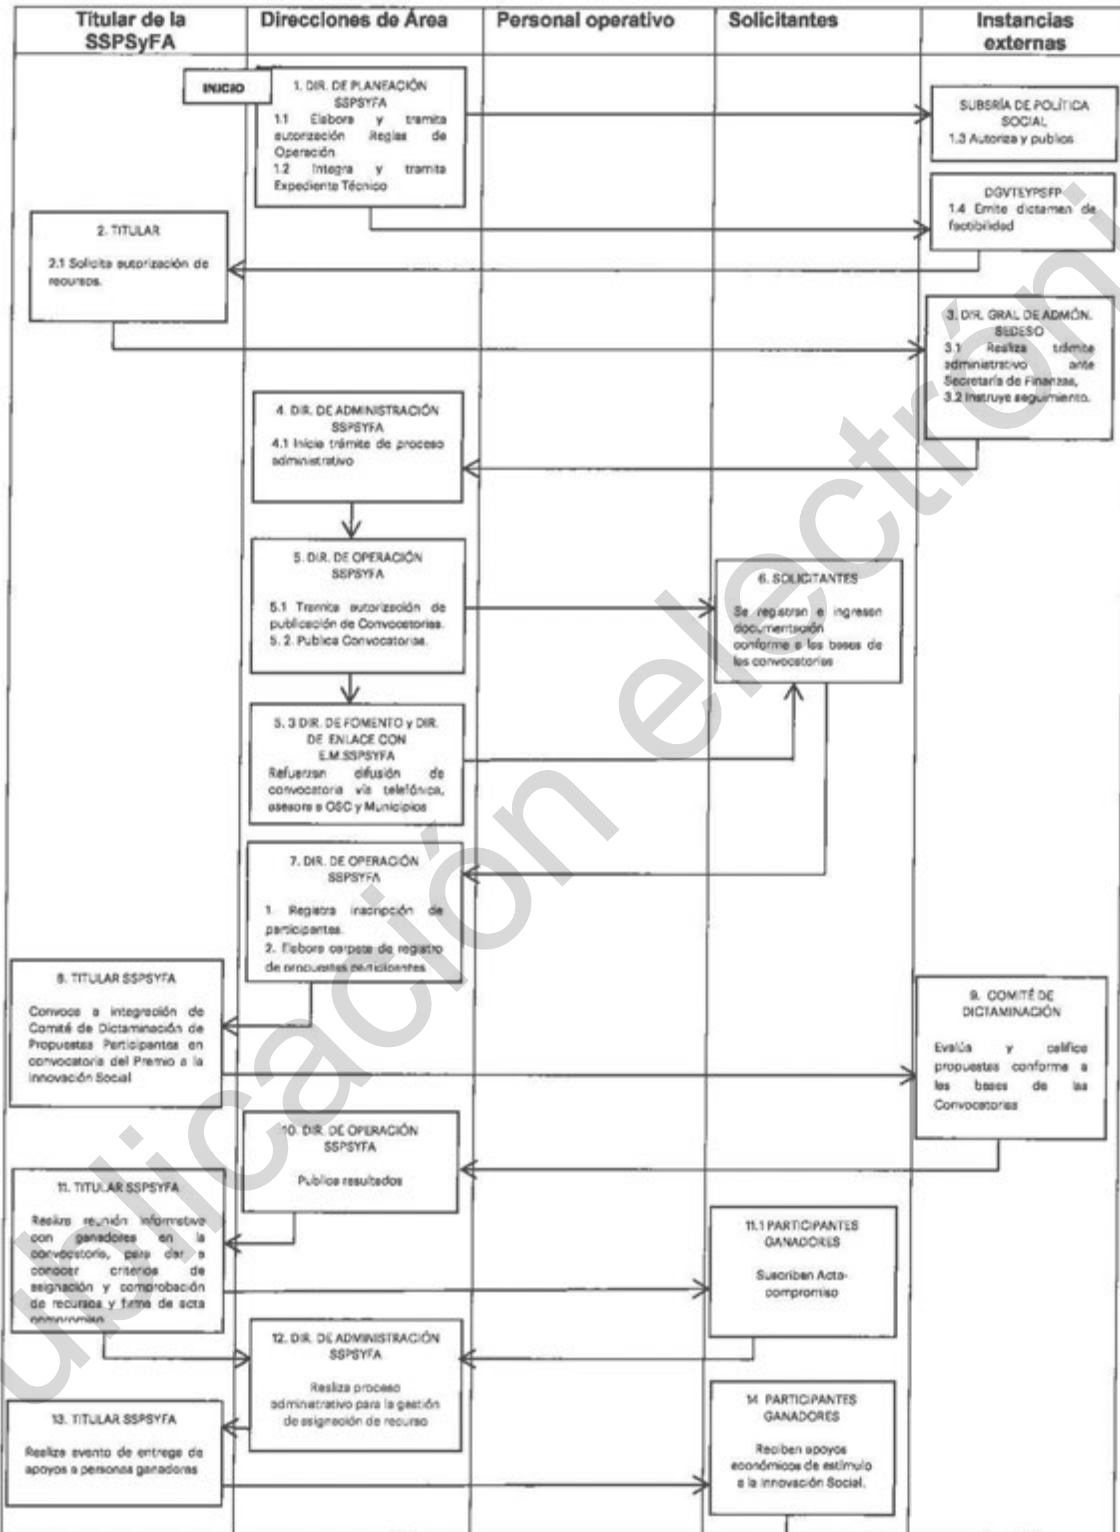 Titular de la
SSPSyFA
Direcciones de Área
Personal operativo
Solicitantes
Instancias
externas
INICIO
1. DIR. DE PLANEACIÓN
SSPSYFA
1.1 Elabora y tramita
autorización Reglas de
Operación.
1.2 Integra y tramita
Expediente Técnico
SUBSRÍA DE POLÍTICA
SOCIAL
1.3 Autoriza y publica
DGVTEYPSFP
1.4 Emite dictamen de
factibilidad
2. TITULAR
2.1 Solicita autorización de
recursos.
3. DIR. GRAL DE ADMÓN.
SEDESO
3.1 Realiza trámite
administrativo ante
Secretaría de Finanzas,
3.2 Instruye seguimiento.
4. DIR. DE ADMINISTRACIÓN
SSPSYFA
4.1 Inicia trámite de proceso
administrativo
5. DIR. DE OPERACIÓN
SSPSYFA
5.1 Tramita autorización de
publicación de Convocatorias.
5. 2. Publica Convocatorias.
6. SOLICITANTES
Se registran e ingresan
documentación
conforme a las bases de
las convocatorias
5. 3 DIR. DE FOMENTO y DIR.
DE ENLACE CON
E.M.SSPSYFA
Refuerzan difusión de
convocatoria vía telefónica,
asesora a OSC y Municipios
7. DIR. DE OPERACIÓN
SSPSYFA
1. Registra inscripción de
participantes.
2. Elabora carpeta de registro
de propuestas participantes
8. TITULAR SSPSYFA
Convoca a integración de
Comité de Dictaminación de
Propuestas Participantes en
convocatoria del Premio a la
Innovación Social
9. COMITÉ DE
DICTAMINACIÓN
Evalúa y califica
propuestas conforme a
las bases de las
Convocatorias
10. DIR. DE OPERACIÓN
SSPSYFA
Publica resultados
11. TITULAR SSPSYFA
Realiza reunión informativa
con ganadores en la
convocatoria, para dar a
conocer criterios de
asignación y comprobación
de recursos y firma de acta
compromiso
11.1 PARTICIPANTES
GANADORES
Suscriben Acta-
compromiso
12. DIR. DE ADMINISTRACIÓN
SSPSYFA
Realiza proceso
administrativo para la gestión
de asignación de recurso
13. TITULAR SSPSYFA
Realiza evento de entrega de
apoyos a personas ganadoras
14 PARTICIPANTES
GANADORES
Reciben apoyos
económicos de estímulo
a la Innovación Social.
ublicación electróni